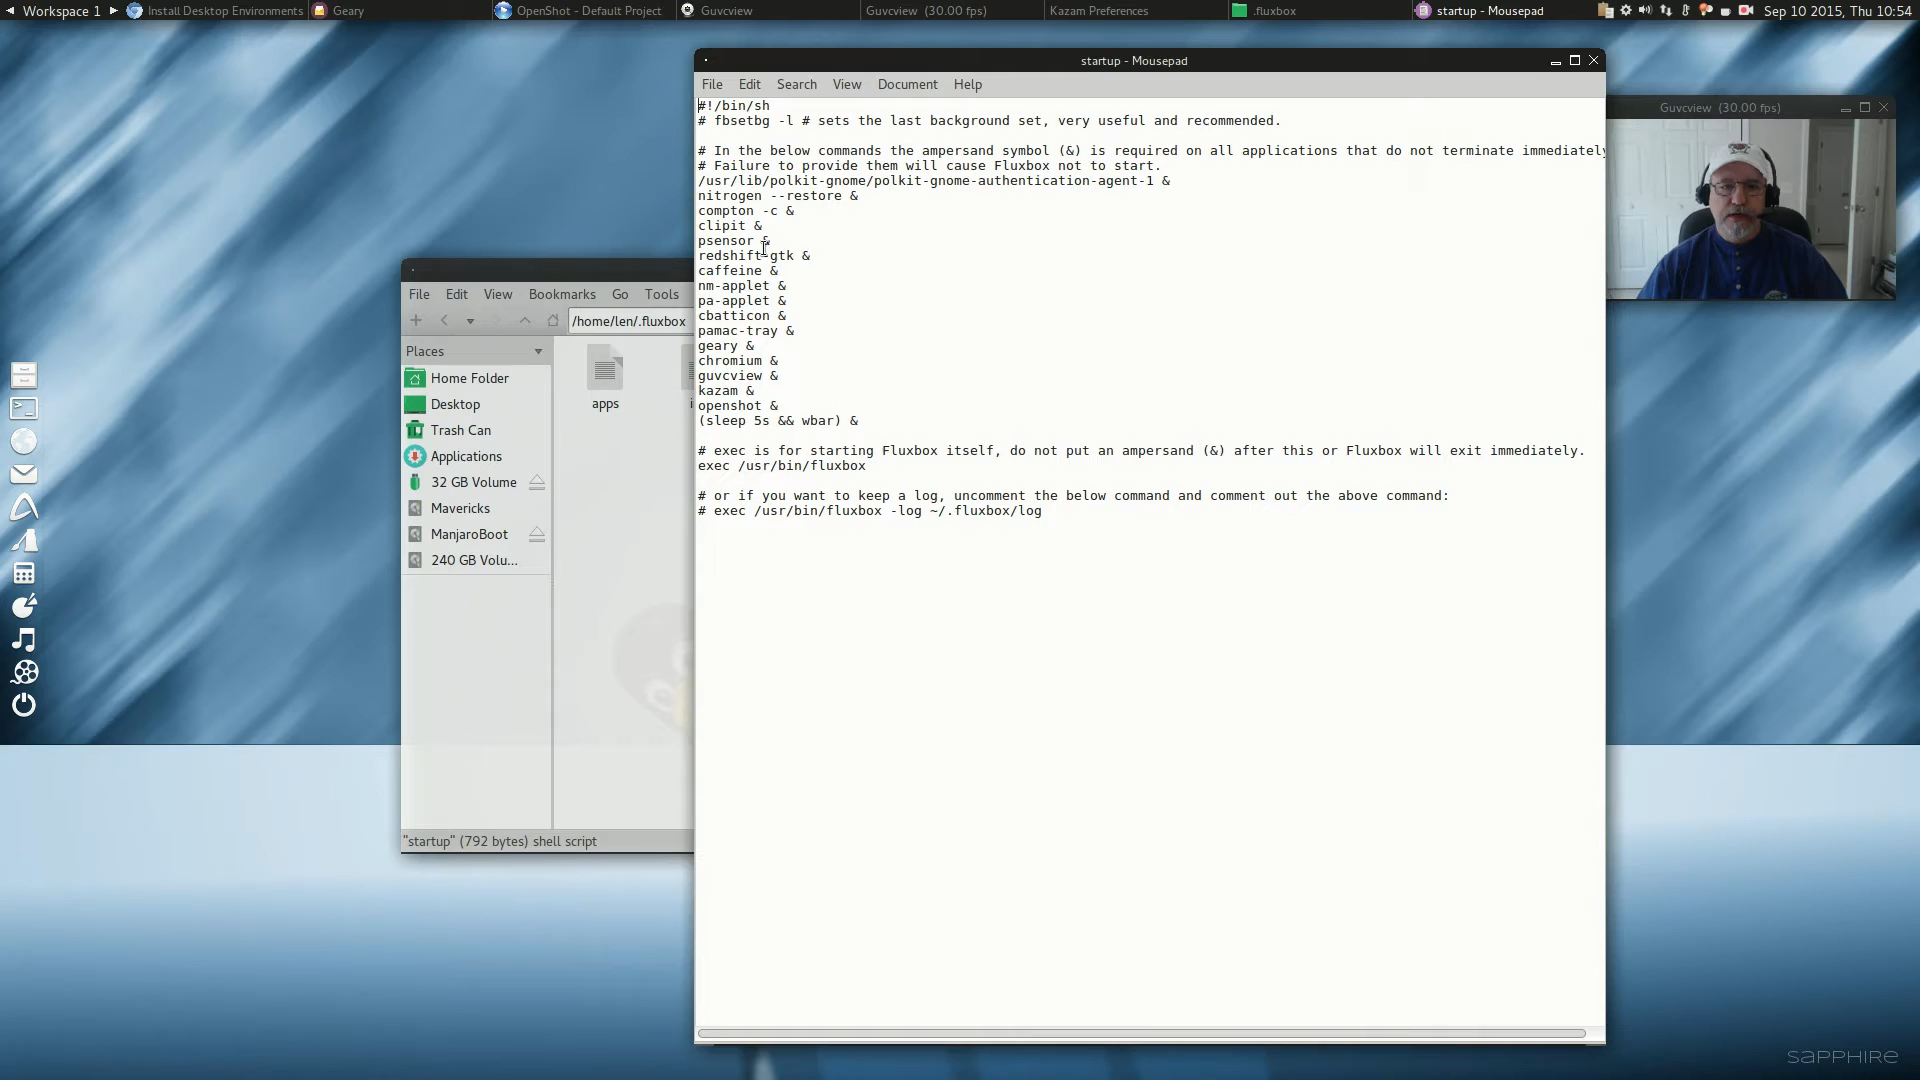 Workspace 1
Install Desktop Environments
Geary
OpenShot - Default Project
Guvcview
Guvcview (30.00 fps)
Kazam Preferences
.fluxbox
startup - Mousepad
Sep 10 2015, Thu 10:54
startup - Mousepad
File Edit Search View Document Help
#!/bin/sh
# fbsetbg -l # sets the last background set, very useful and recommended.
# In the below commands the ampersand symbol (&) is required on all applications that do not terminate immediately
# Failure to provide them will cause Fluxbox not to start.
/usr/lib/polkit-gnome/polkit-gnome-authentication-agent-1 &
nitrogen --restore &
compton -c &
clipit &
psensor &
redshift-gtk &
caffeine &
nm-applet &
pa-applet &
cbatticon &
pamac-tray &
geary &
chromium &
guvcview &
kazam &
openshot &
(sleep 5s && wbar) &
# exec is for starting Fluxbox itself, do not put an ampersand (&) after this or Fluxbox will exit immediately.
exec /usr/bin/fluxbox
# or if you want to keep a log, uncomment the below command and comment out the above command:
# exec /usr/bin/fluxbox -log ~/.fluxbox/log
Guvcview (30.00 fps)
File Edit View Bookmarks Go Tools
/home/len/.fluxbox
Places
Home Folder
Desktop
Trash Can
Applications
32 GB Volume
Mavericks
ManjaroBoot
240 GB Volu...
apps
"startup" (792 bytes) shell script
SAPPHIRE